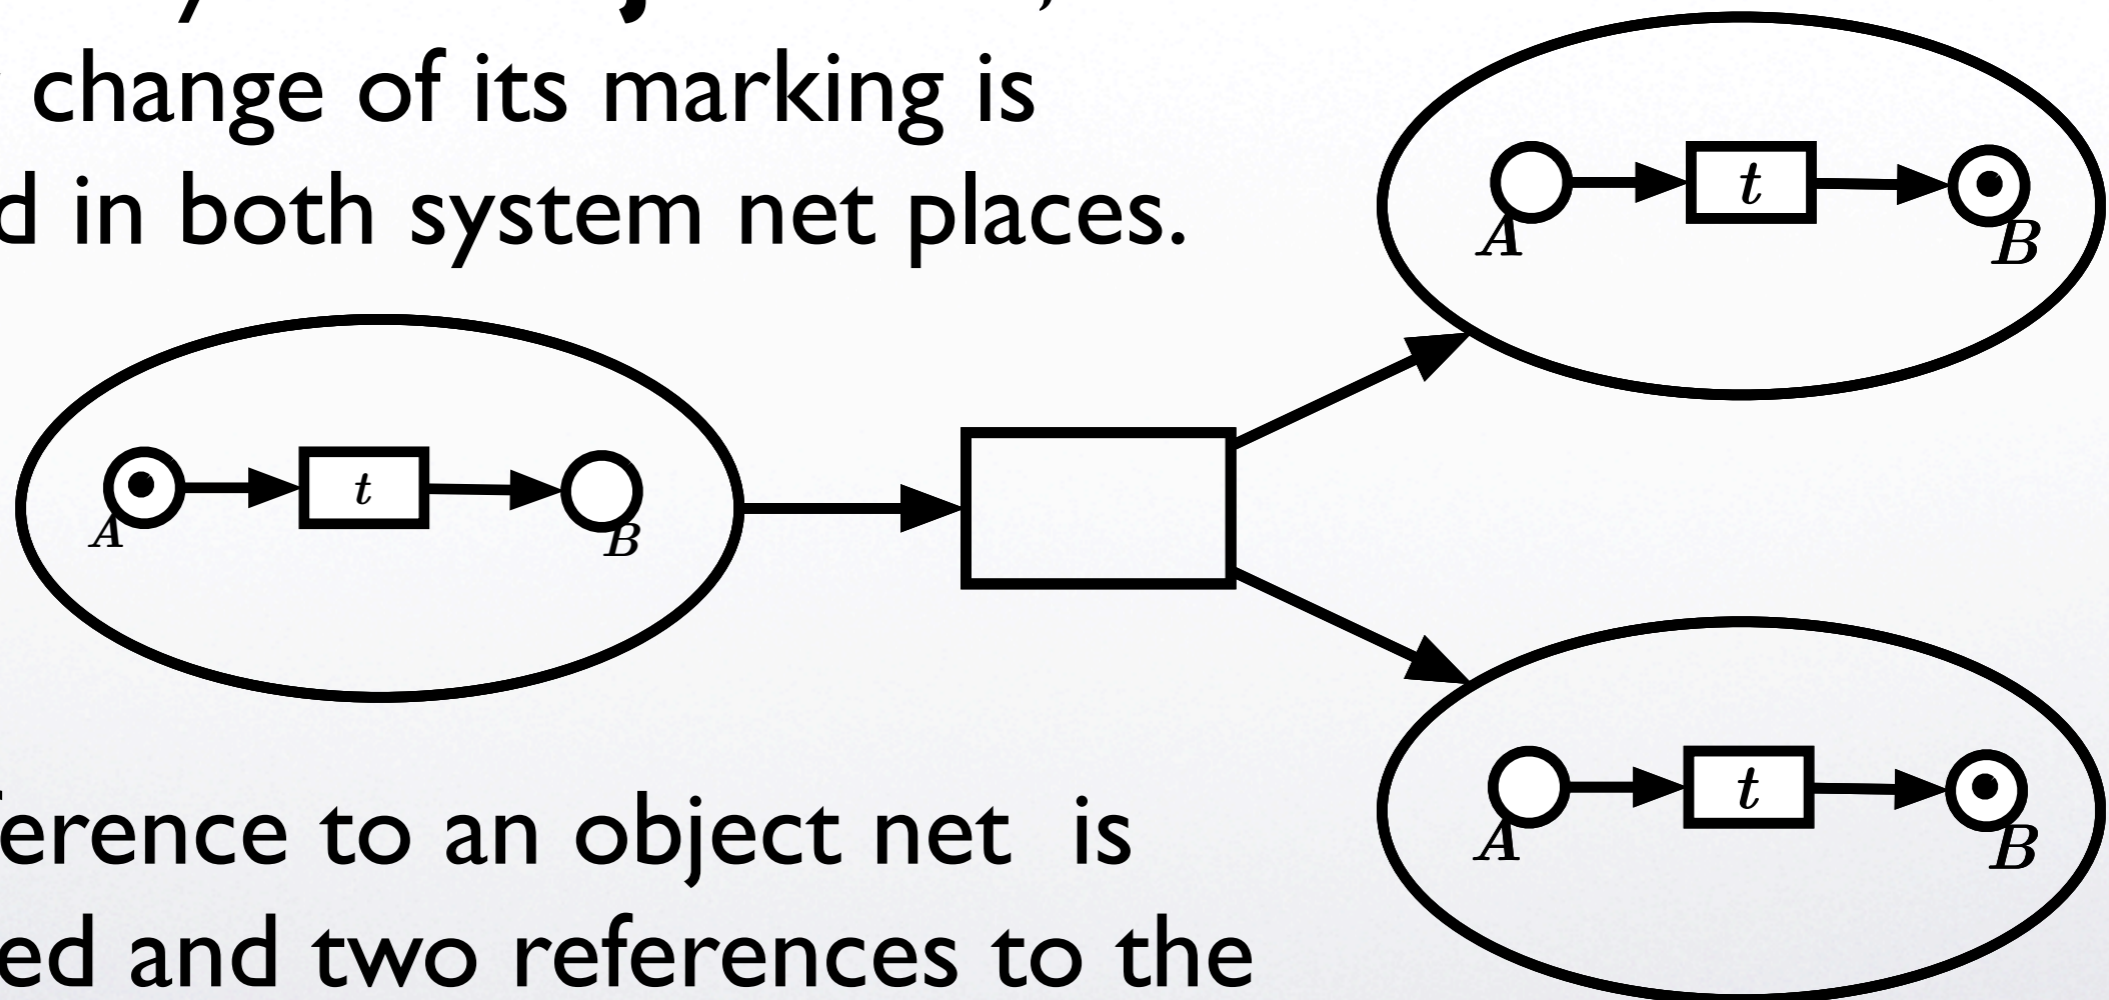 change of its marking is
d in both system net places.
A t B
A t B
ference to an object net is
ed and two references to the
A t B